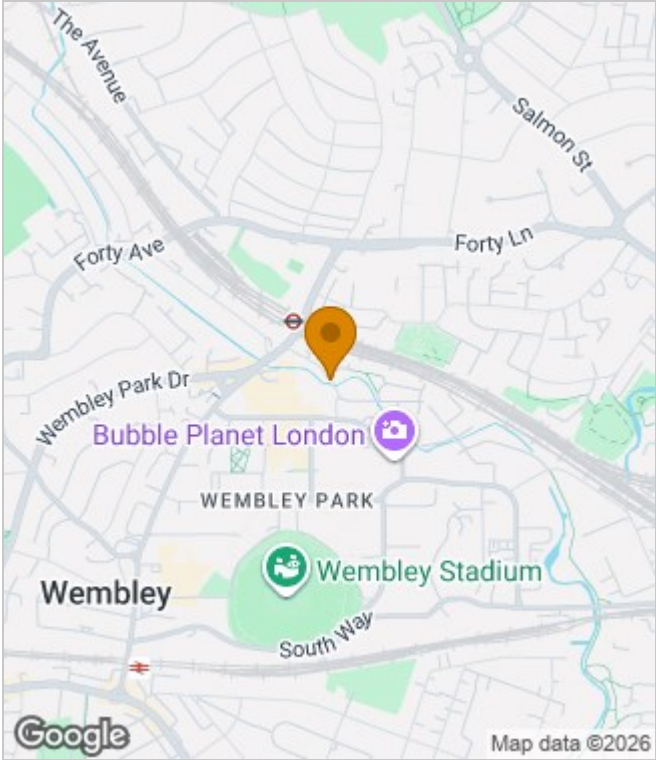 The Avenue
Salmon St
Forty Ave
Forty Ln
Wembley Park Dr
Bubble Planet London
WEMBLEY PARK
Wembley Stadium
Wembley
South Way
Google
Map data ©2026